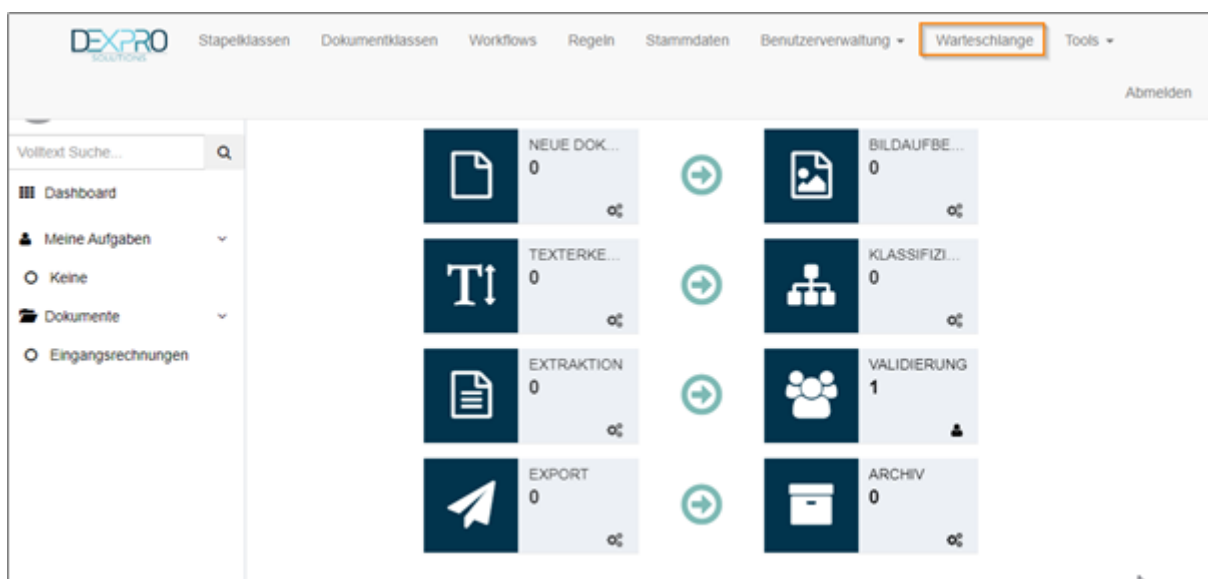 DEXPRO
SOLUTIONS
Stapelklassen Dokumentklassen Workflows Regeln Stammdaten Benutzerverwaltung Warteschlange Tools
Abmelden
Volltext Suche...
Dashboard
Meine Aufgaben
Keine
Dokumente
Eingangsrechnungen
NEUE DOK...
0
BILDAUFBE...
0
TEXTERKE...
0
KLASSIFIZI...
0
EXTRAKTION
0
VALIDIERUNG
1
EXPORT
0
ARCHIV
0